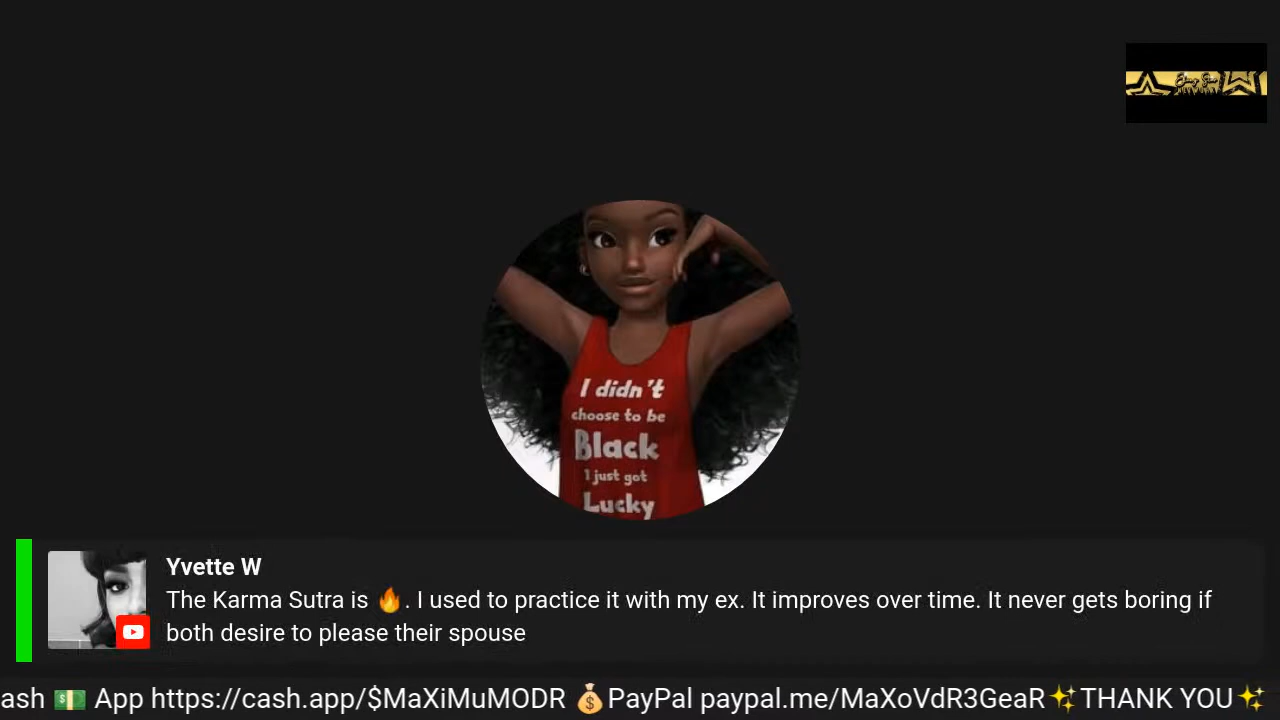 I didn't
choose to be
Black
I just got
Lucky
Yvette W
The Karma Sutra is 🔥. I used to practice it with my ex. It improves over time. It never gets boring if
both desire to please their spouse
ash 💵 App https://cash.app/$MaXiMuMODR 💰PayPal paypal.me/MaXoVdR3GeaR✨THANK YOU✨